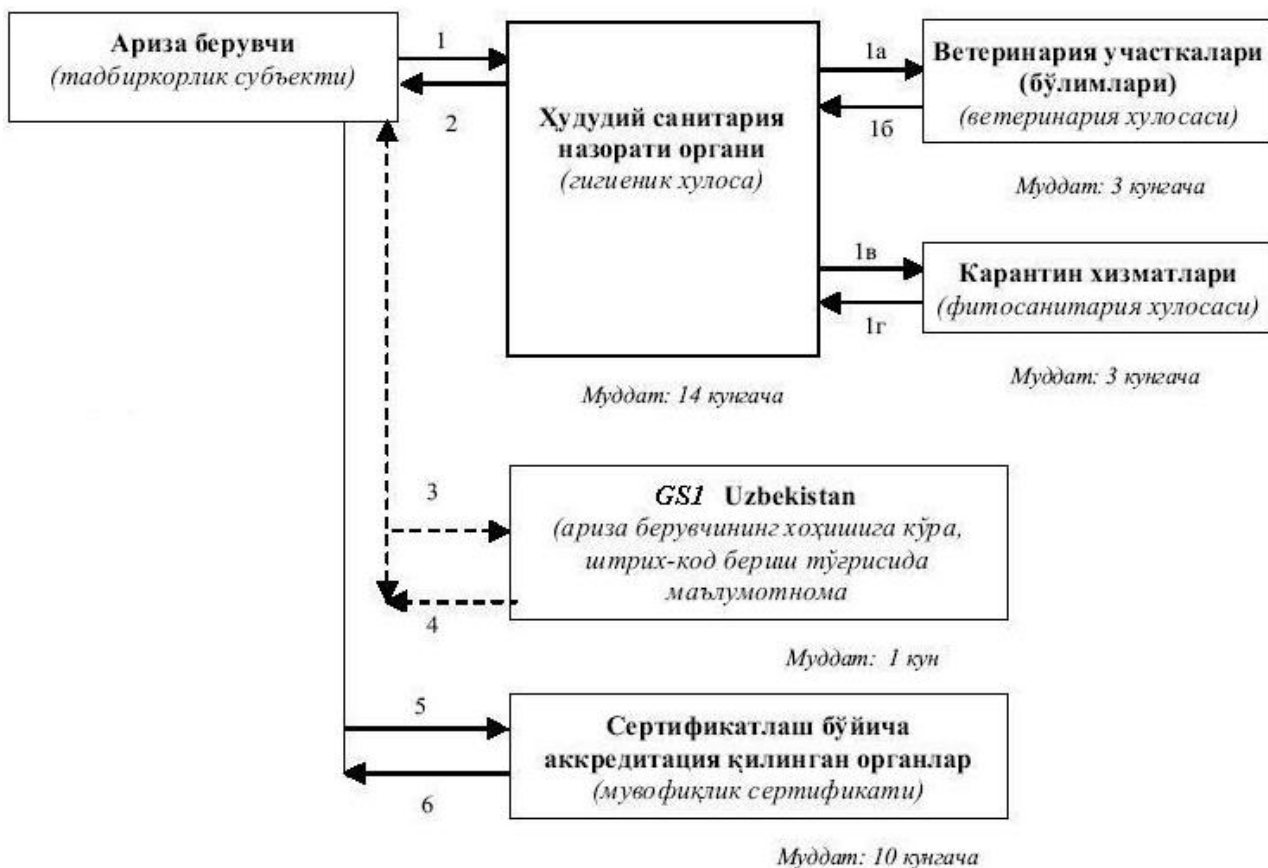 Ариза берувчи
(тадбиркорлик субъекти)
1
2
Ҳудудий санитария
назорати органи
(гигиеник хулоса)
Муддат: 14 кунгача
1а
1б
Ветеринария участкалари
(бўлимлари)
(ветеринария хулосаси)
Муддат: 3 кунгача
1в
1г
Карантин хизматлари
(фитосанитария хулосаси)
Муддат: 3 кунгача
3
4
GS1 Uzbekistan
(ариза берувчининг хоҳишига кўра,
штрих-код бериш тўғрисида
маълумотнома
Муддат: 1 кун
5
6
Сертификатлаш бўйича
аккредитация қилинган органлар
(мувофиқлик сертификати)
Муддат: 10 кунгача